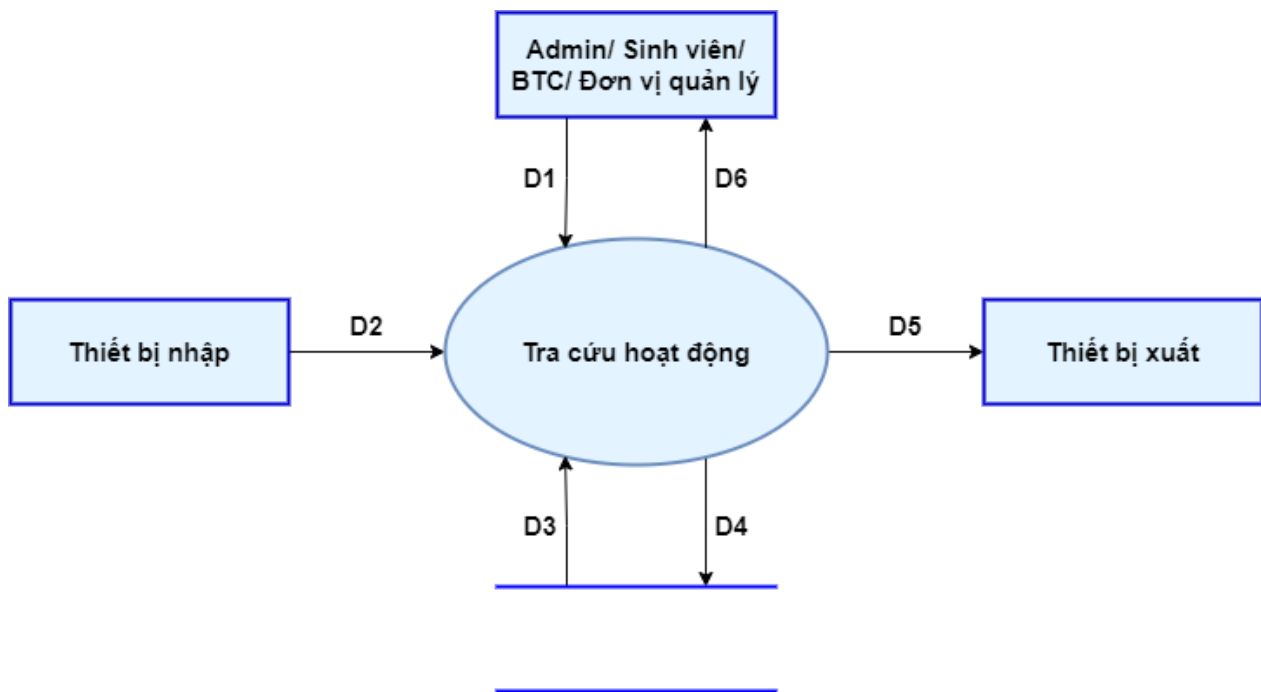 Admin/ Sinh viên/
BTC/ Đơn vị quản lý
D1
D6
Thiết bị nhập
D2
Tra cứu hoạt động
D5
Thiết bị xuất
D3
D4